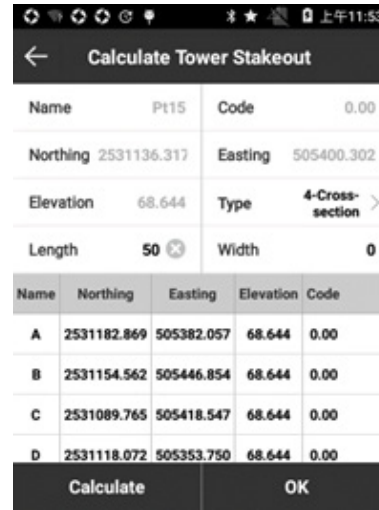 上午11:53
Calculate Tower Stakeout
Name Pt15 Code 0.00
Northing 2531136.317 Easting 505400.302
Elevation 68.644 Type 4-Cross-section
Length 50 Width 0
Name Northing Easting Elevation Code
A 2531182.869 505382.057 68.644 0.00
B 2531154.562 505446.854 68.644 0.00
C 2531089.765 505418.547 68.644 0.00
D 2531118.072 505353.750 68.644 0.00
Calculate OK